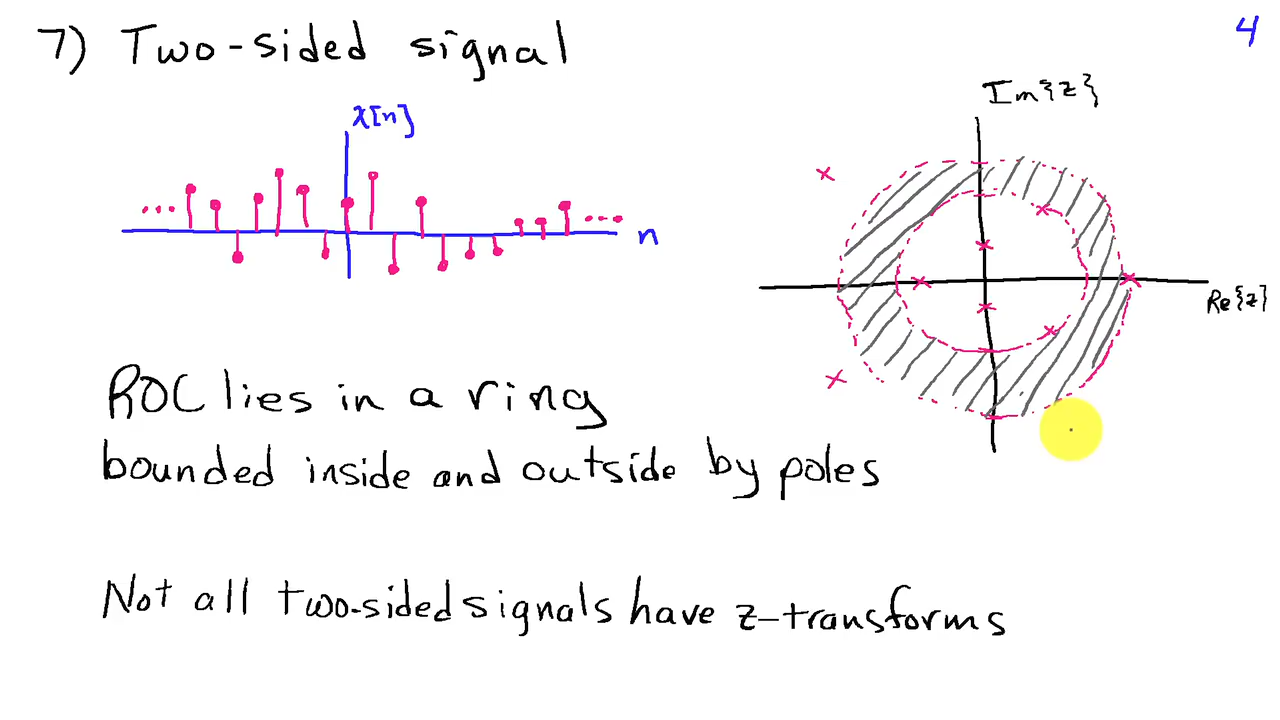 7) Two-sided signal
4
x[n]
n
Im{z}
Re{z}
ROC lies in a ring
bounded inside and outside by poles
Not all two-sided signals have z-transforms